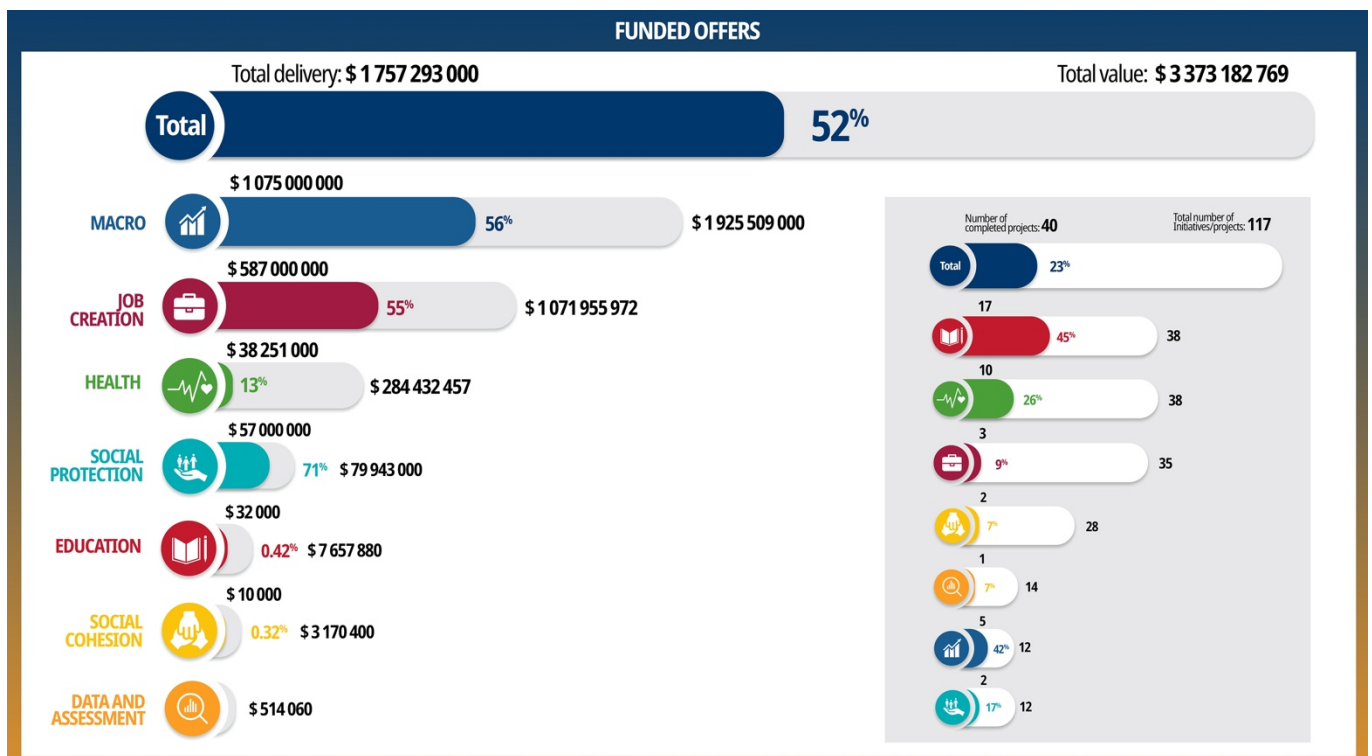 FUNDED OFFERS
Total delivery: $ 1 757 293 000
Total value: $ 3 373 182 769
Total
52%
$ 1 075 000 000
MACRO
56%
$ 1 925 509 000
$ 587 000 000
JOB
CREATION
55%
$ 1 071 955 972
$ 38 251 000
HEALTH
13%
$ 284 432 457
$ 57 000 000
SOCIAL
PROTECTION
71%
$ 79 943 000
$ 32 000
EDUCATION
0.42%
$ 7 657 880
$ 10 000
SOCIAL
COHESION
0.32%
$ 3 170 400
DATA AND
ASSESSMENT
$ 514 060
Number of
completed projects: 40
Total number of
Initiatives/projects: 117
Total
23%
17
45%
38
10
26%
38
3
9%
35
2
7%
28
1
7%
14
5
42%
12
2
17%
12